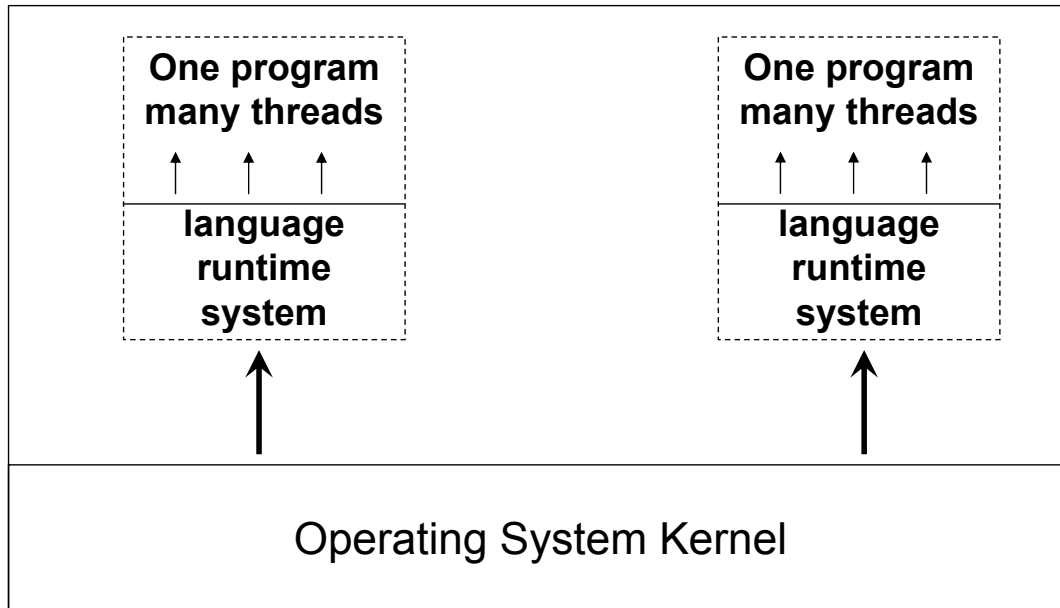 One program
many threads
language
runtime
system
One program
many threads
language
runtime
system
Operating System Kernel